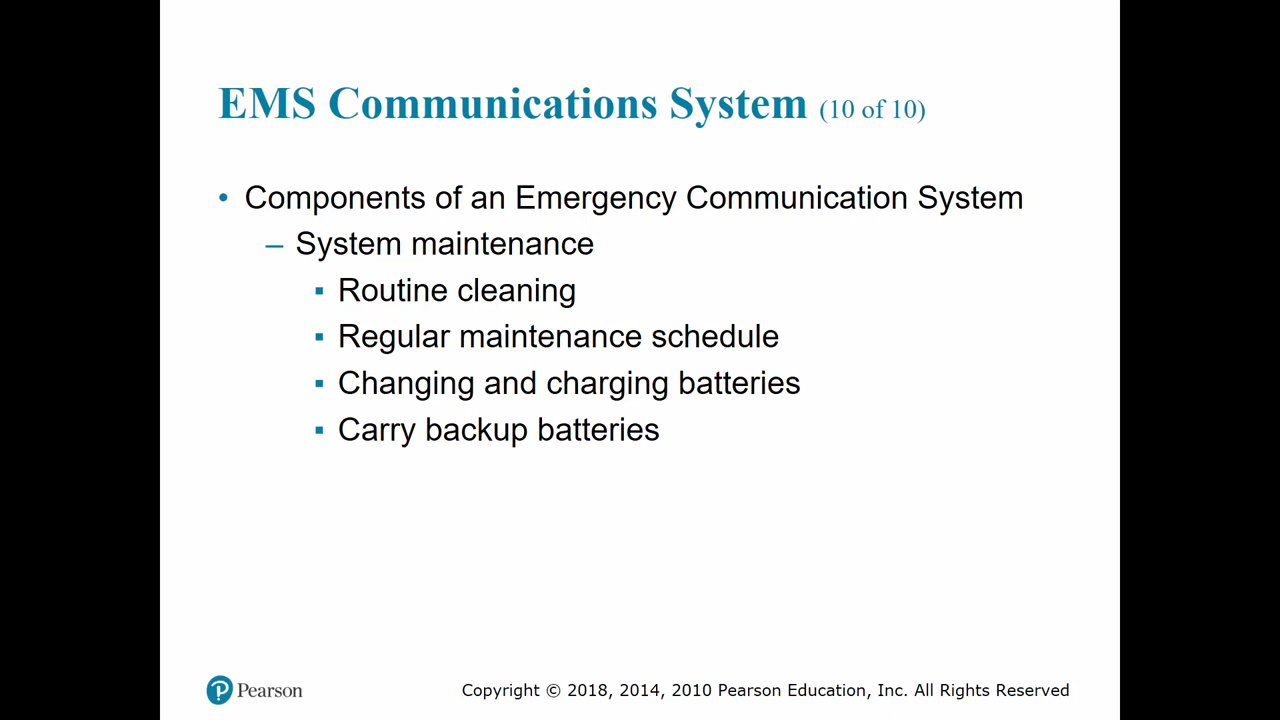 EMS Communications System (10 of 10)
• Components of an Emergency Communication System
– System maintenance
▪ Routine cleaning
▪ Regular maintenance schedule
▪ Changing and charging batteries
▪ Carry backup batteries
Pearson
Copyright © 2018, 2014, 2010 Pearson Education, Inc. All Rights Reserved